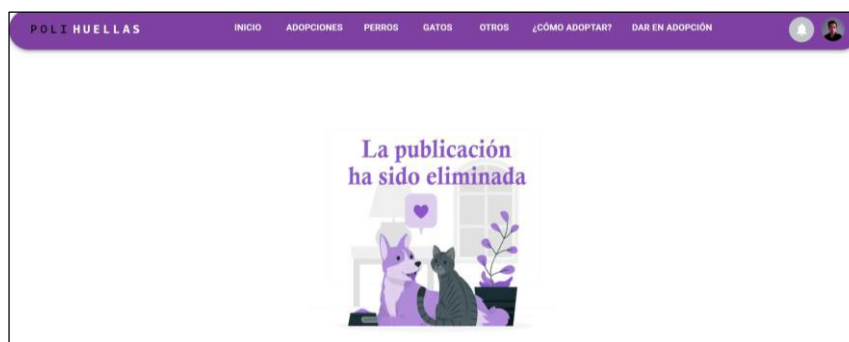 POLI HUELLAS INICIO ADOPCIONES PERROS GATOS OTROS ¿CÓMO ADOPTAR? DAR EN ADOPCIÓN
La publicación
ha sido eliminada